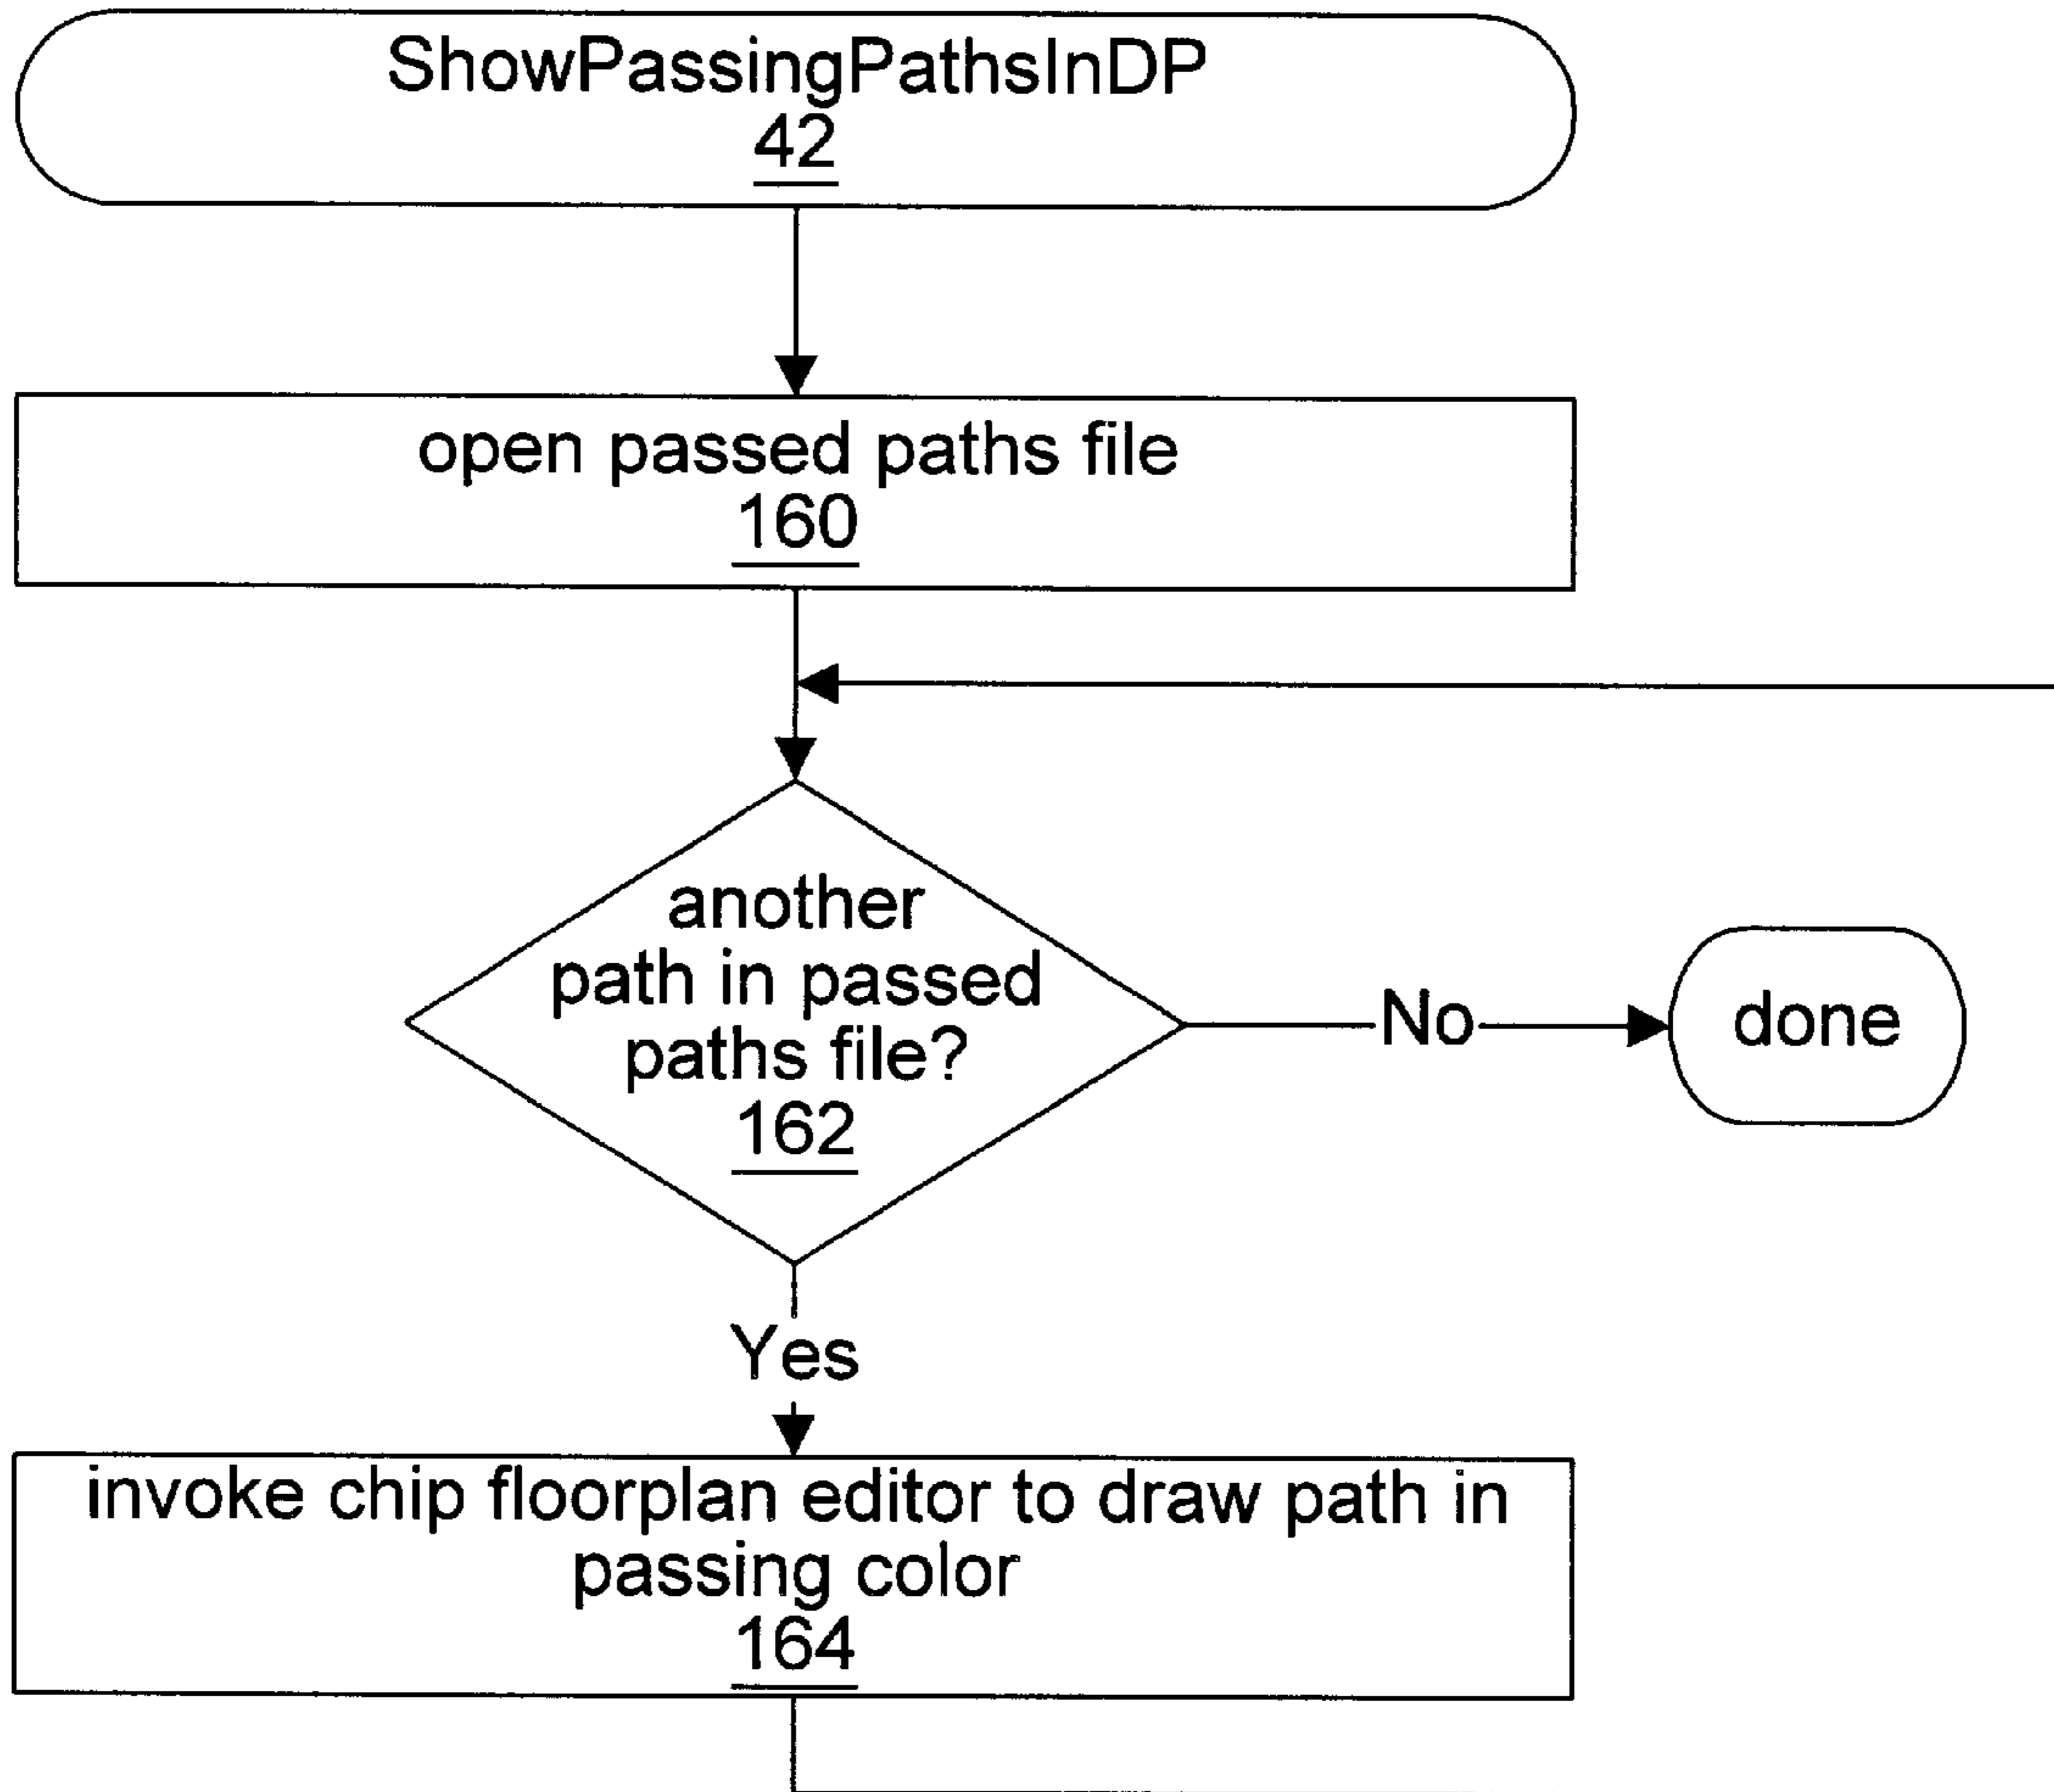 ShowPassingPathsInDP
42
open passed paths file
160
another
path in passed
paths file?
162
No
done
Yes
invoke chip floorplan editor to draw path in
passing color
164